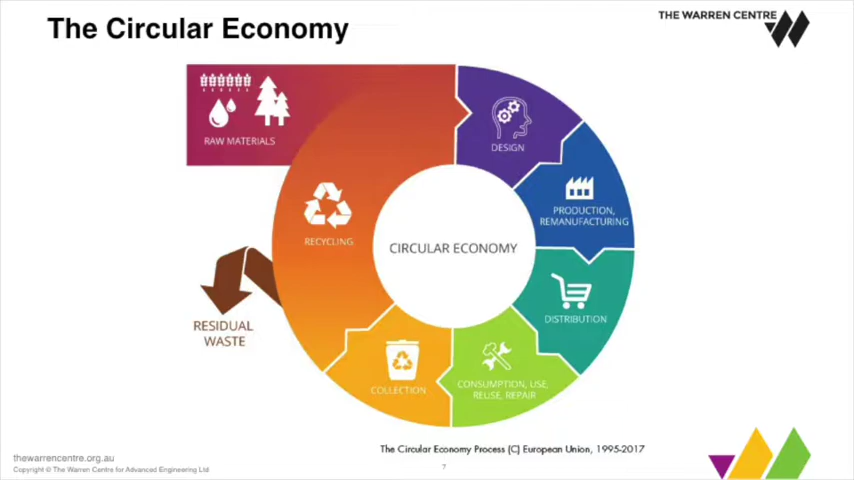 The Circular Economy
THE WARREN CENTRE
RAW MATERIALS
DESIGN
PRODUCTION,
REMANUFACTURING
RECYCLING
CIRCULAR ECONOMY
DISTRIBUTION
RESIDUAL
WASTE
COLLECTION
CONSUMPTION, USE,
REUSE, REPAIR
The Circular Economy Process (C) European Union, 1995-2017
thewarrencentre.org.au
Copyright © The Warren Centre for Advanced Engineering Ltd
7